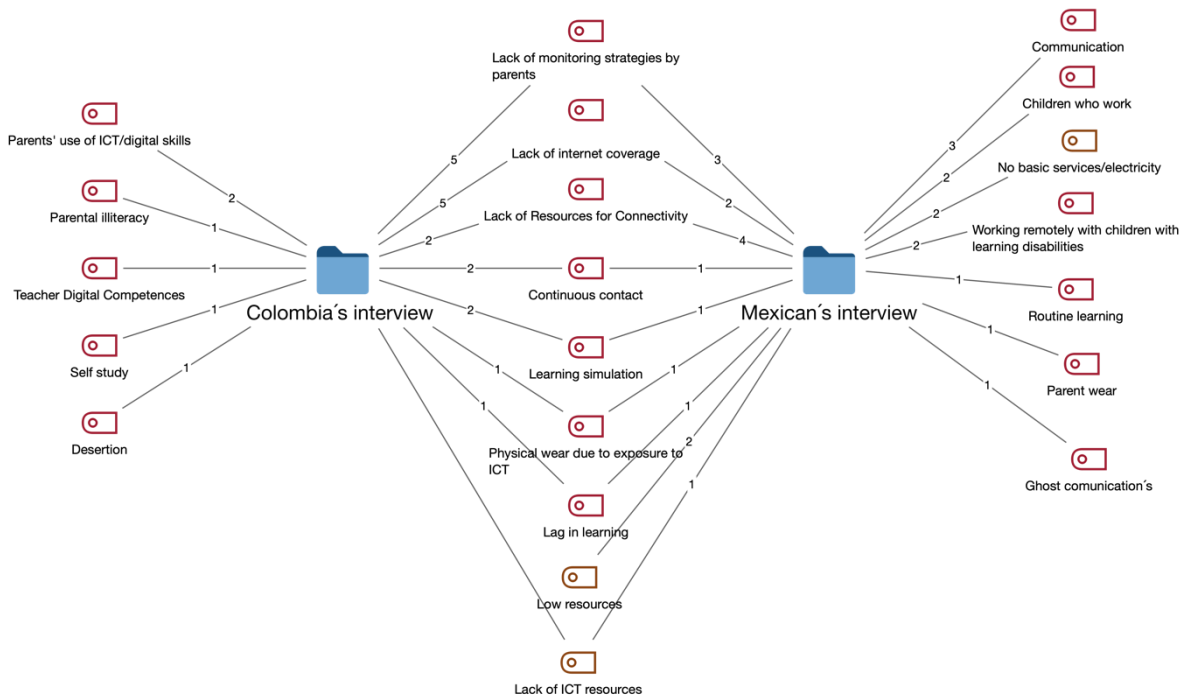 Communication
Lack of monitoring strategies by
parents
Children who work
Parents' use of ICT/digital skills
Lack of internet coverage
No basic services/electricity
5
3
3
2
2
Parental illiteracy
2
5
2
2
Lack of Resources for Connectivity
Working remotely with children with
learning disabilities
1
2
4
2
Teacher Digital Competences
1
2
1
1
Continuous contact
Colombia´s interview
Mexican´s interview
Routine learning
1
2
1
1
Self study
Learning simulation
1
1
1
1
Parent wear
1
Desertion
1
1
2
Physical wear due to exposure to
ICT
1
Ghost comunication´s
Lag in learning
Low resources
Lack of ICT resources